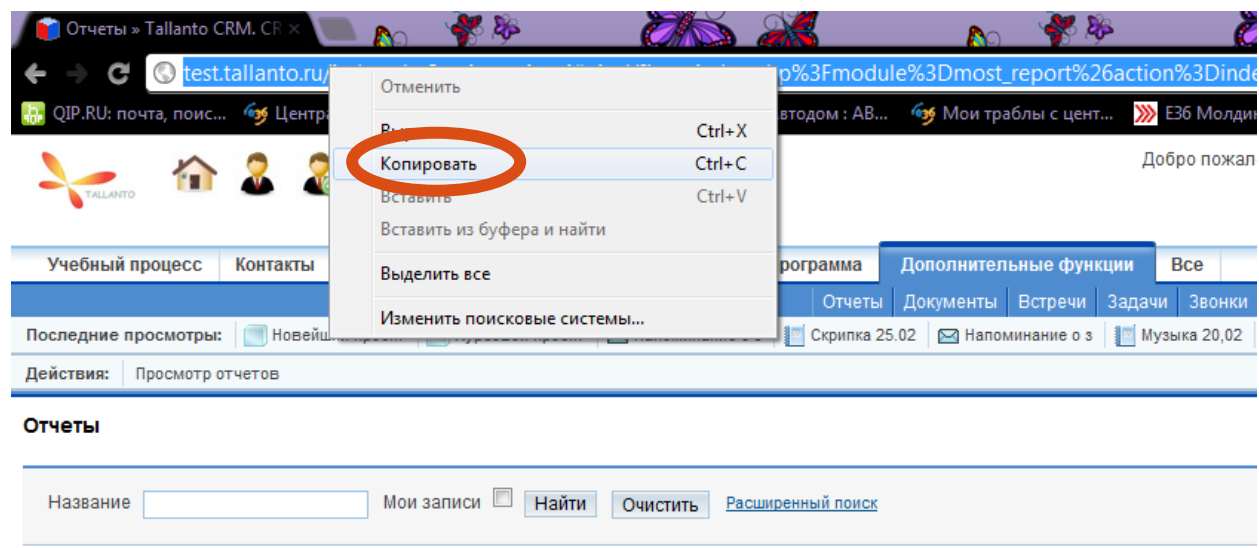 Отчеты » Tallanto CRM. CR
test.tallanto.ru/ p%3Fmodule%3Dmost_report%26action%3Dinde
QIP.RU: почта, поис... Центр втодом : АВ... Мои траблы с цент... E36 Молдин
Отменить
Ctrl+X
Копировать Ctrl+C
Вставить Ctrl+V
Вставить из буфера и найти
Выделить все
Изменить поисковые системы...
TALLANTO
Добро пожал
Учебный процесс Контакты рограмма Дополнительные функции Все
Отчеты Документы Встречи Задачи Звонки
Последние просмотры: Новейш Скрипка 25.02 Напоминание о з Музыка 20,02
Действия: Просмотр отчетов
Отчеты
Название Мои записи Найти Очистить Расширенный поиск